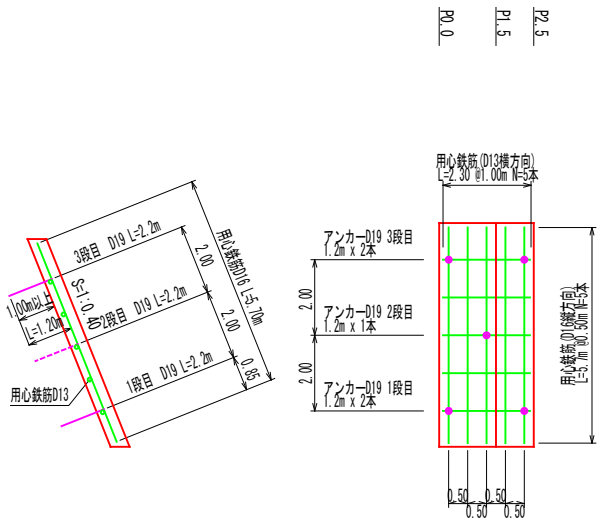 P0.0
P1.5
P2.5
用心鉄筋(D13横方向)
L=2.30 @1.00m N=5本
3段目 D19 L=2.2m
2.00
用心鉄筋D16 L=5.70m
S=1:0.40
1.00m以上
L=1.20m
2段目 D19 L=2.2m
2.00
1段目 D19 L=2.2m
0.85
用心鉄筋D13
アンカーD19 3段目
1.2m x 2本
2.00
アンカーD19 2段目
1.2m x 1本
2.00
アンカーD19 1段目
1.2m x 2本
用心鉄筋(D16縦方向)
L=5.7m @0.50m N=5本
0.50
0.50
0.50
0.50